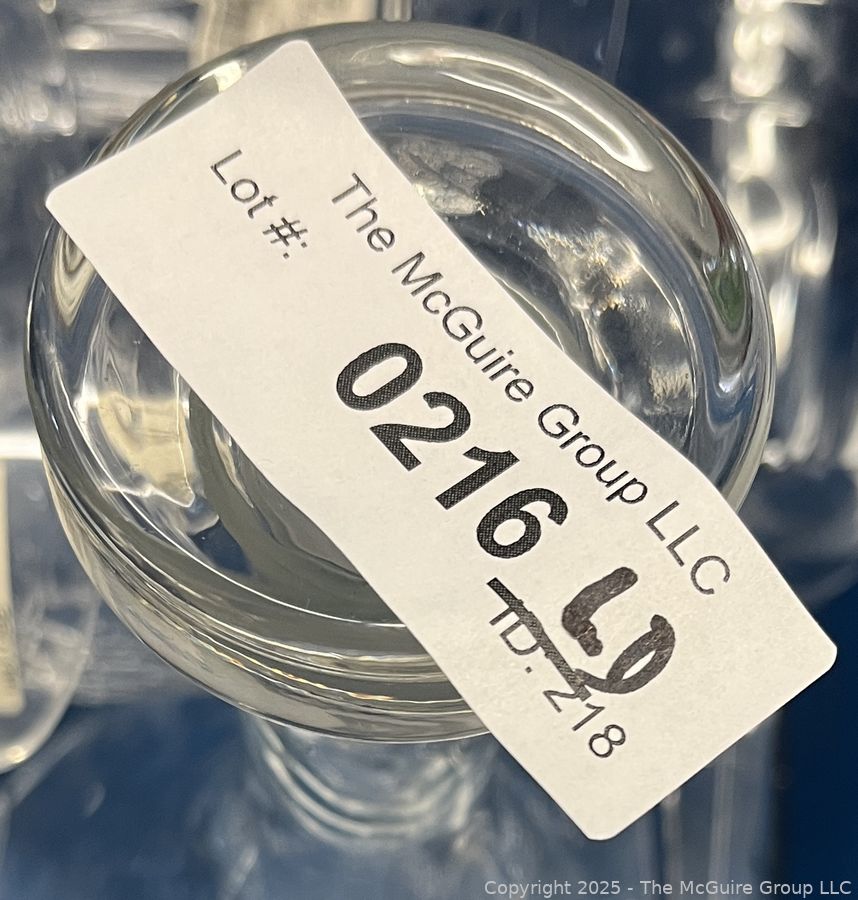 The McGuire Group LLC
Lot #:
0216
ID: 218
Copyright 2025 - The McGuire Group LLC